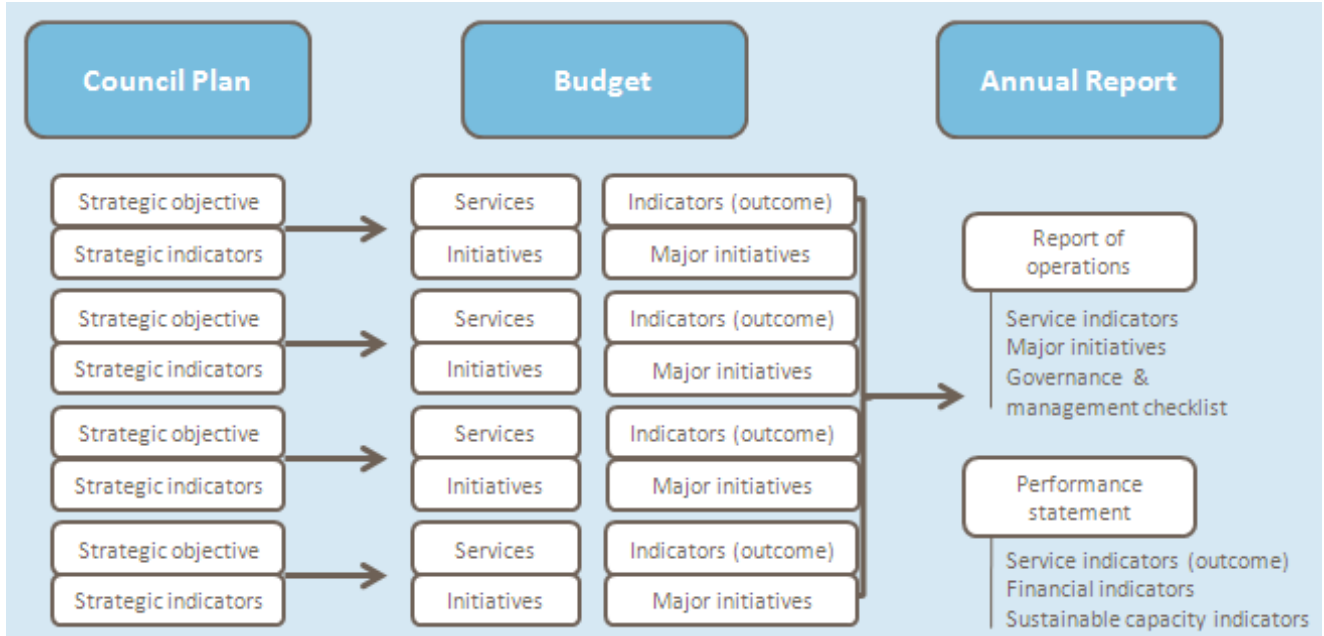 Council Plan
Budget
Annual Report
Strategic objective
Strategic indicators
Services
Initiatives
Indicators (outcome)
Major initiatives
Strategic objective
Strategic indicators
Services
Initiatives
Indicators (outcome)
Major initiatives
Strategic objective
Strategic indicators
Services
Initiatives
Indicators (outcome)
Major initiatives
Strategic objective
Strategic indicators
Services
Initiatives
Indicators (outcome)
Major initiatives
Report of
operations
Service indicators
Major initiatives
Governance &
management checklist
Performance
statement
Service indicators (outcome)
Financial indicators
Sustainable capacity indicators